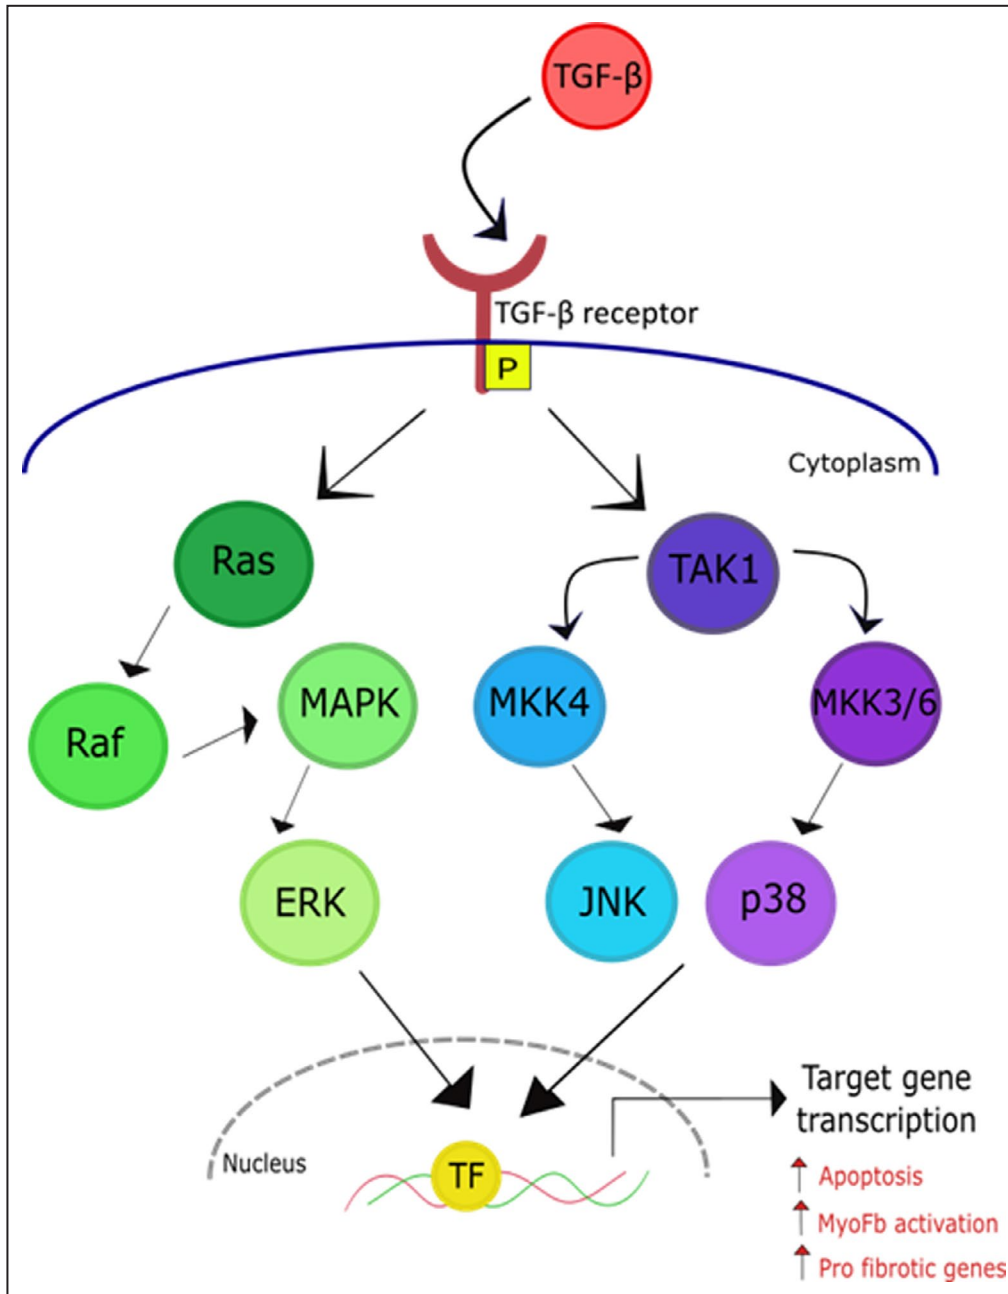 TGF-β
TGF-β receptor
P
Cytoplasm
Ras
TAK1
Raf
MAPK
MKK4
MKK3/6
ERK
JNK
p38
Target gene
transcription
Nucleus
TF
Apoptosis
MyoFb activation
Pro fibrotic genes